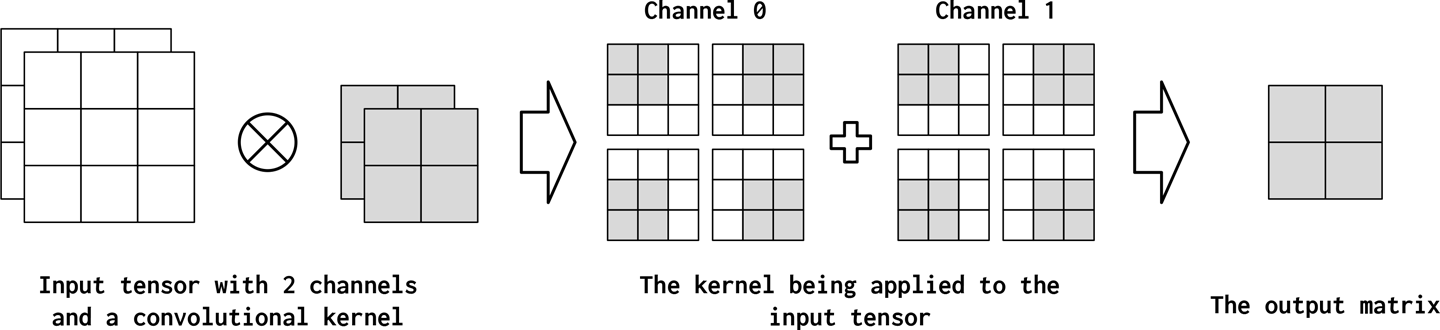 Channel 0
Channel 1
Input tensor with 2 channels
and a convolutional kernel
The kernel being applied to the
input tensor
The output matrix